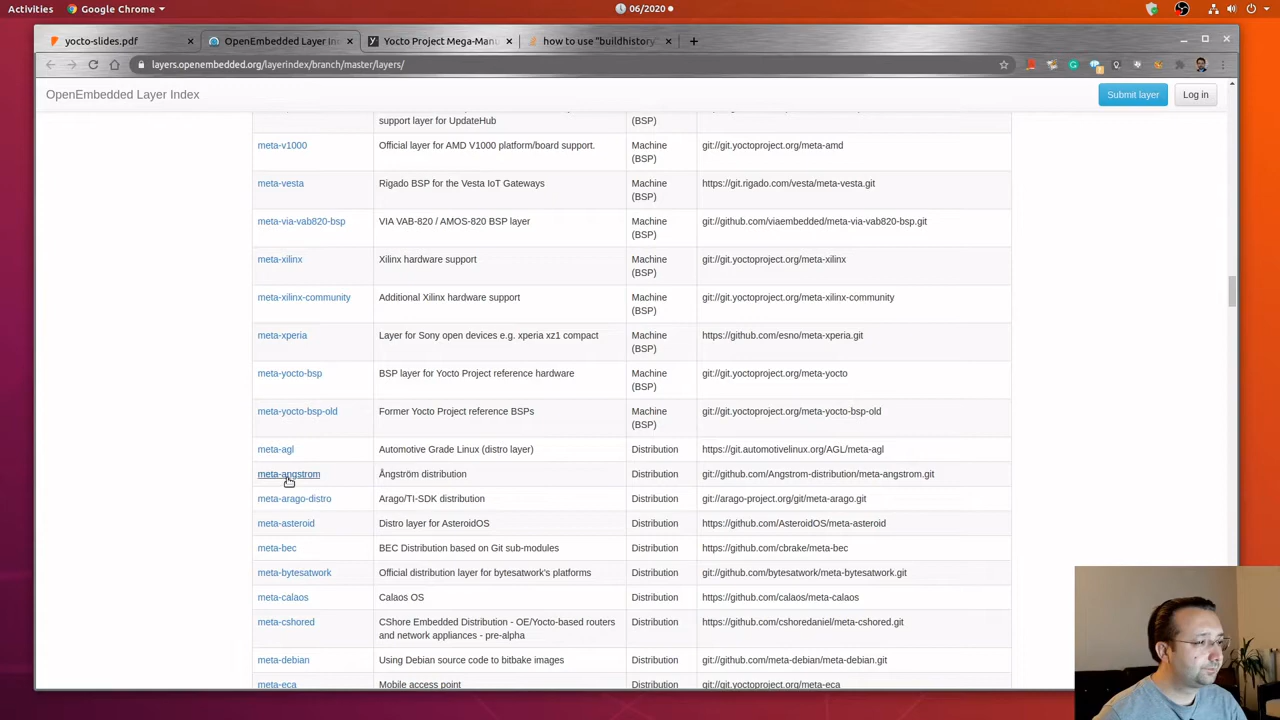 Activities
Google Chrome
06/2020
yocto-slides.pdf
OpenEmbedded Layer In
Yocto Project Mega-Manu
how to use "buildhistory"
layers.openembedded.org/layerindex/branch/master/layers/
OpenEmbedded Layer Index
Submit layer
Log in
support layer for UpdateHub
(BSP)
meta-v1000 Official layer for AMD V1000 platform/board support. Machine git://git.yoctoproject.org/meta-amd
(BSP)
meta-vesta Rigado BSP for the Vesta IoT Gateways Machine https://git.rigado.com/vesta/meta-vesta.git
(BSP)
meta-via-vab820-bsp VIA VAB-820 / AMOS-820 BSP layer Machine git://github.com/viaembedded/meta-via-vab820-bsp.git
(BSP)
meta-xilinx Xilinx hardware support Machine git://git.yoctoproject.org/meta-xilinx
(BSP)
meta-xilinx-community Additional Xilinx hardware support Machine git://git.yoctoproject.org/meta-xilinx-community
(BSP)
meta-xperia Layer for Sony open devices e.g. xperia xz1 compact Machine https://github.com/esno/meta-xperia.git
(BSP)
meta-yocto-bsp BSP layer for Yocto Project reference hardware Machine git://git.yoctoproject.org/meta-yocto
(BSP)
meta-yocto-bsp-old Former Yocto Project reference BSPs Machine git://git.yoctoproject.org/meta-yocto-bsp-old
(BSP)
meta-agl Automotive Grade Linux (distro layer) Distribution https://git.automotivelinux.org/AGL/meta-agl
meta-angstrom Ångström distribution Distribution git://github.com/Angstrom-distribution/meta-angstrom.git
meta-arago-distro Arago/TI-SDK distribution Distribution git://arago-project.org/git/meta-arago.git
meta-asteroid Distro layer for AsteroidOS Distribution https://github.com/AsteroidOS/meta-asteroid
meta-bec BEC Distribution based on Git sub-modules Distribution https://github.com/cbrake/meta-bec
meta-bytesatwork Official distribution layer for bytesatwork's platforms Distribution git://github.com/bytesatwork/meta-bytesatwork.git
meta-calaos Calaos OS Distribution https://github.com/calaos/meta-calaos
meta-cshored CShore Embedded Distribution - OE/Yocto-based routers Distribution git://github.com/cshoredaniel/meta-cshored.git
and network appliances - pre-alpha
meta-debian Using Debian source code to bitbake images Distribution git://github.com/meta-debian/meta-debian.git
meta-eca Mobile access point Distribution git://git.yoctoproject.org/meta-eca